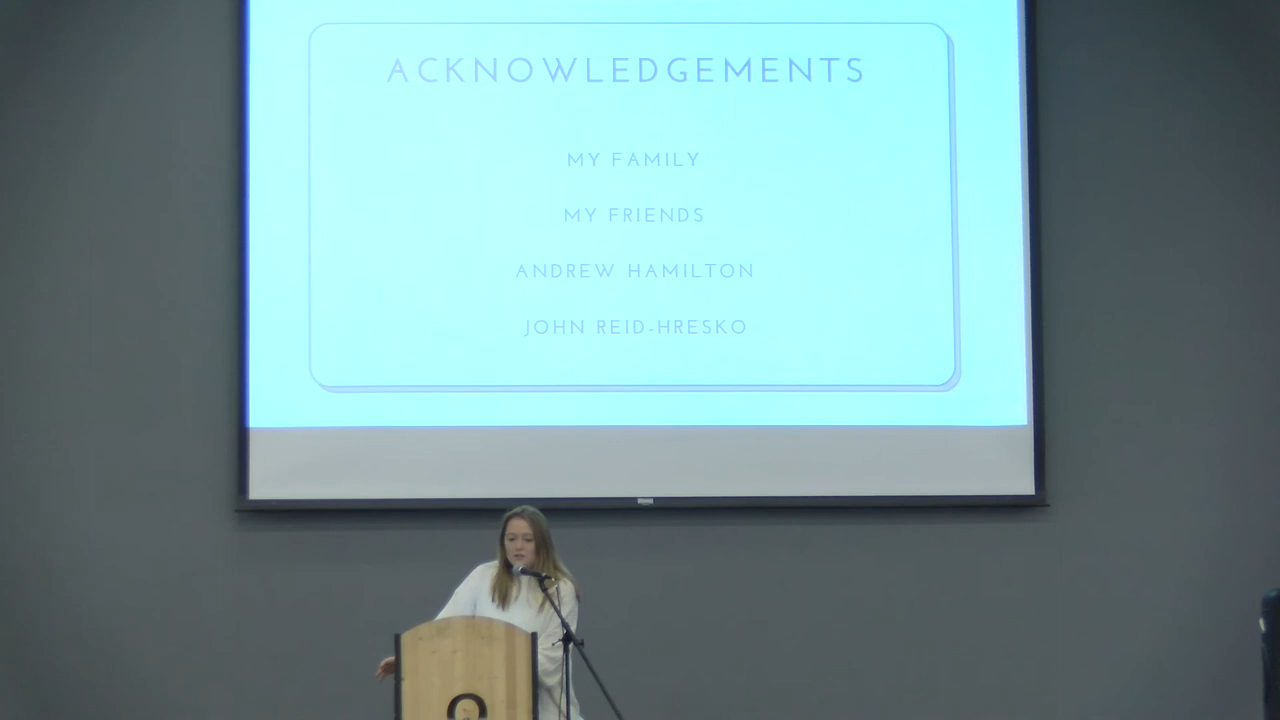 ACKNOWLEDGEMENTS
MY FAMILY
MY FRIENDS
ANDREW HAMILTON
JOHN REID-HRESKO